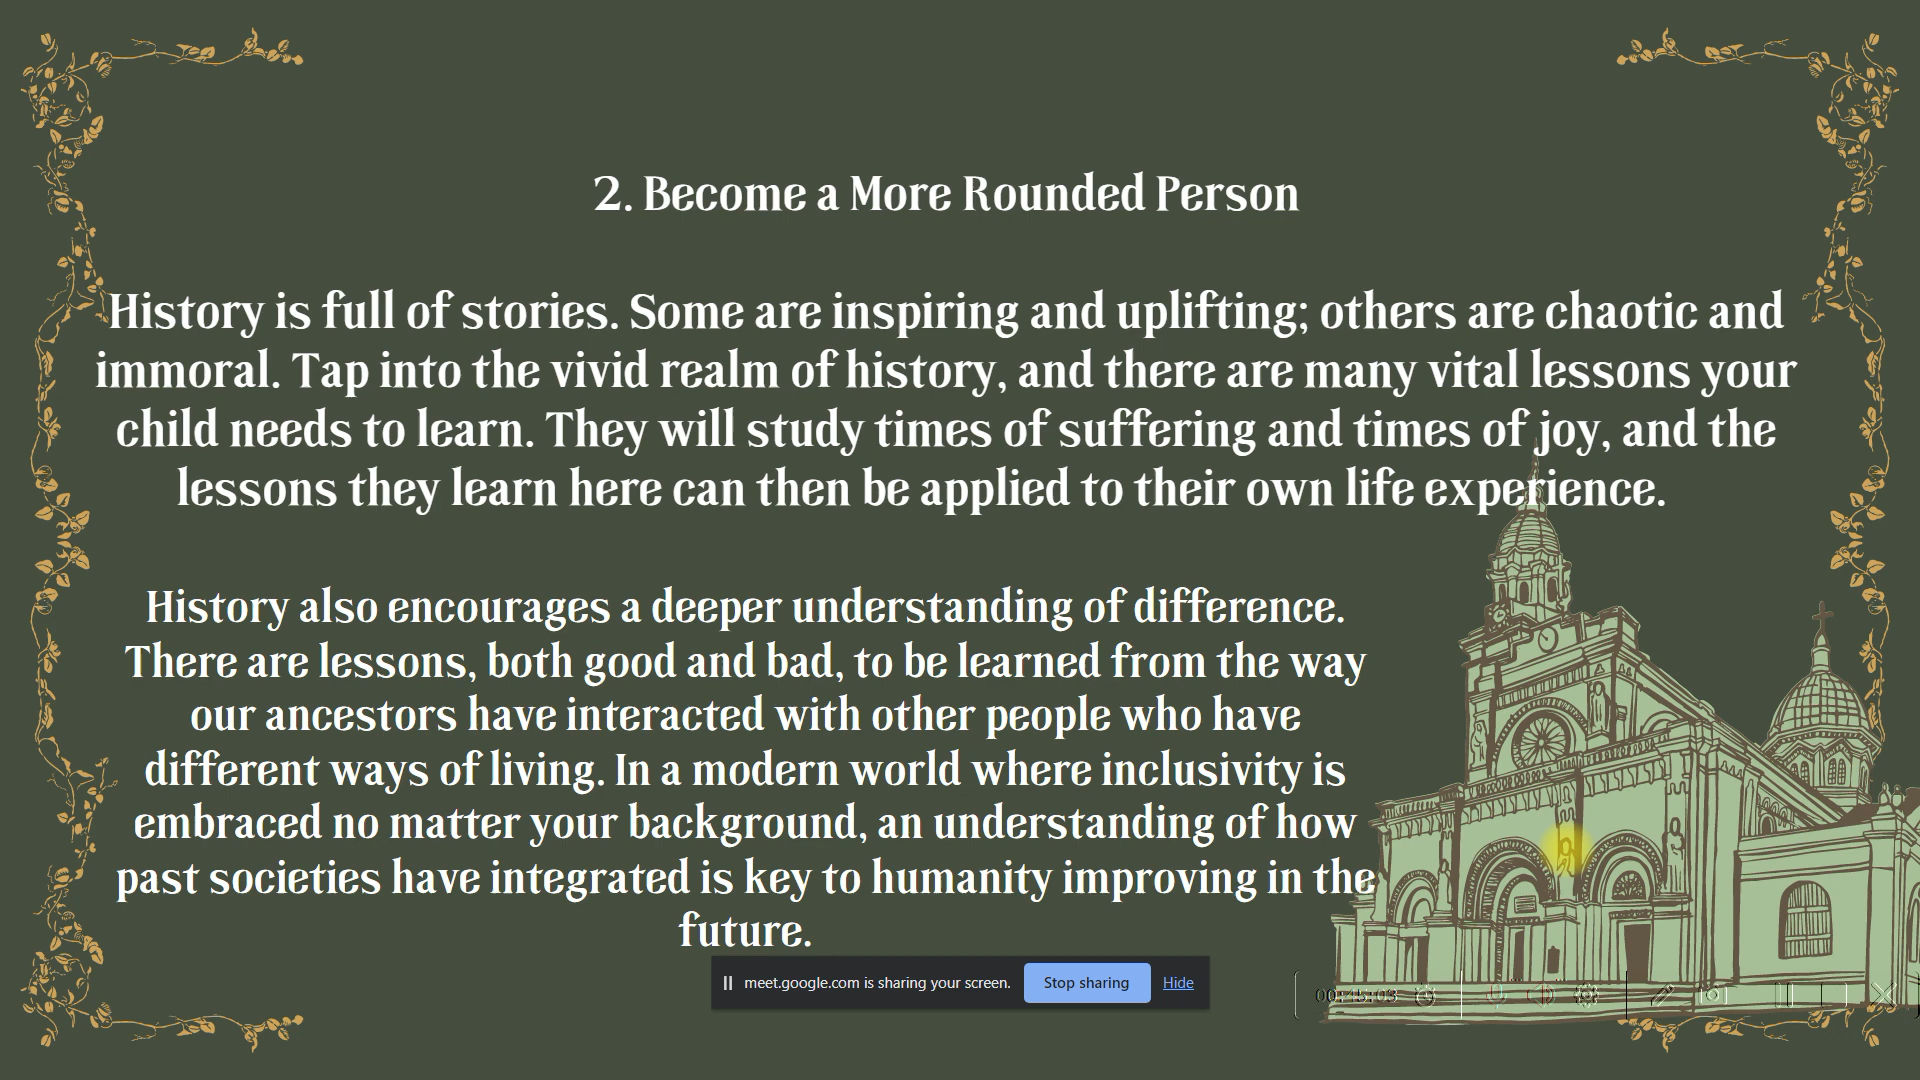 2. Become a More Rounded Person
History is full of stories. Some are inspiring and uplifting; others are chaotic and
immoral. Tap into the vivid realm of history, and there are many vital lessons your
child needs to learn. They will study times of suffering and times of joy, and the
lessons they learn here can then be applied to their own life experience.
History also encourages a deeper understanding of difference.
There are lessons, both good and bad, to be learned from the way
our ancestors have interacted with other people who have
different ways of living. In a modern world where inclusivity is
embraced no matter your background, an understanding of how
past societies have integrated is key to humanity improving in the
future.
meet.google.com is sharing your screen. Stop sharing Hide